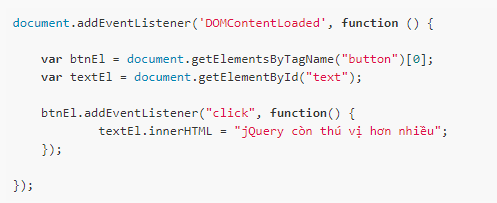 document.addEventListener('DOMContentLoaded', function () {
var btnEl = document.getElementsByTagName("button")[0];
var textEl = document.getElementById("text");
btnEl.addEventListener("click", function() {
textEl.innerHTML = "jQuery còn thú vị hơn nhiều";
});
});